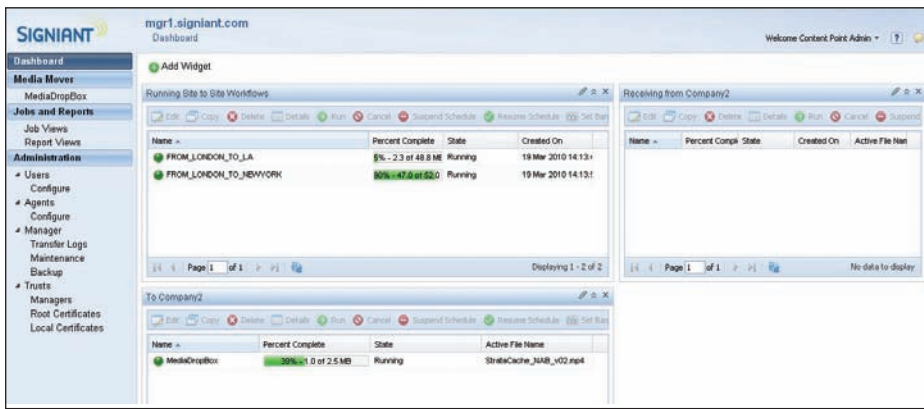 SIGNIANT
mgr1.signiant.com
Dashboard
Welcome Content Point Admin
?
Dashboard
Media Mover
MediaDropBox
Jobs and Reports
Job Views
Report Views
Administration
Users
Configure
Agents
Configure
Manager
Transfer Logs
Maintenance
Backup
Trusts
Managers
Root Certificates
Local Certificates
Add Widget
Running Site to Site Workflows
Edit Copy Delete Details Run Cancel Suspend Schedule Resume Schedule Set Ban
Name Percent Complete State Created On
FROM_LONDON_TO_LA 5% - 2.3 of 48.8 ME Running 19 Mar 2010 14:13:
FROM_LONDON_TO_NEWYORK 90% - 47.0 of 52.0 Running 19 Mar 2010 14:13:
Page 1 of 1 Displaying 1 - 2 of 2
Receiving from Company2
Edit Copy Delete Details Run Cancel Suspend
Name Percent Compl State Created On Active File Nan
Page 1 of 1 No data to display
To Company2
Edit Copy Delete Details Run Cancel Suspend Schedule Resume Schedule Set Ban
Name Percent Complete State Active File Name
MediaDropBox 39% - 1.0 of 2.5 MB Running StrataCache_NAB_v02.mp4